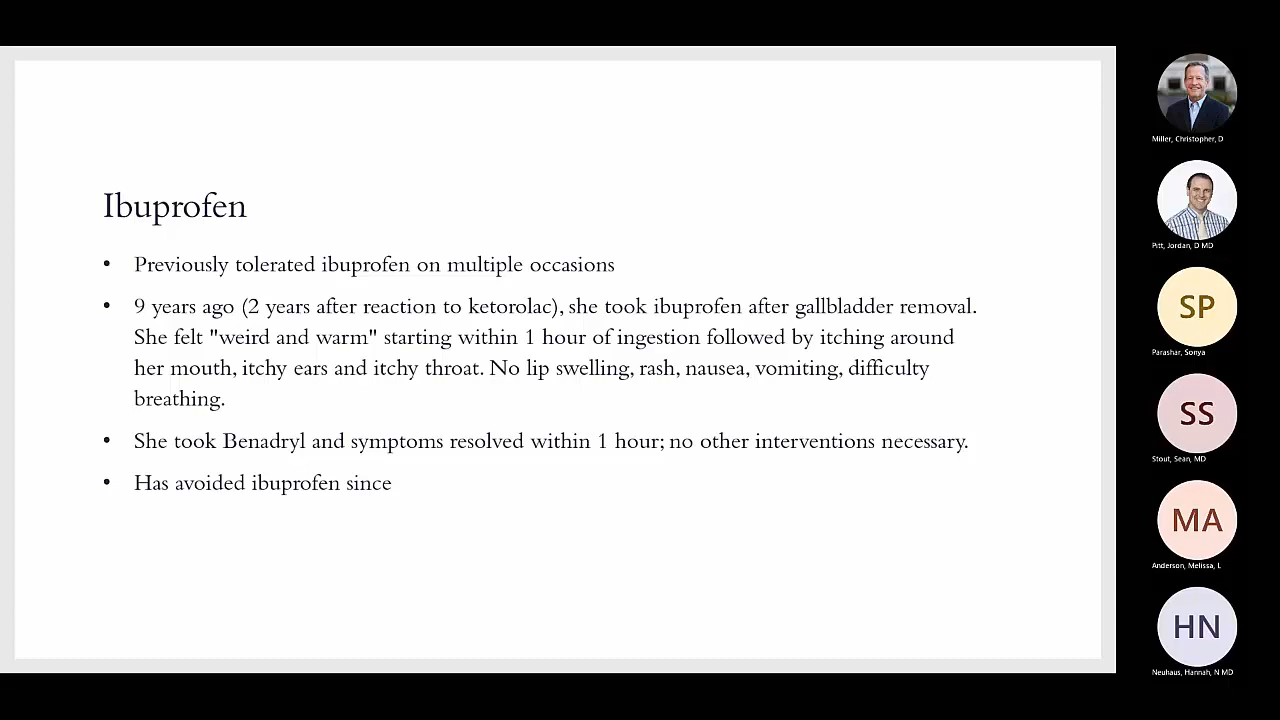 Ibuprofen
• Previously tolerated ibuprofen on multiple occasions
• 9 years ago (2 years after reaction to ketorolac), she took ibuprofen after gallbladder removal.
She felt "weird and warm" starting within 1 hour of ingestion followed by itching around
her mouth, itchy ears and itchy throat. No lip swelling, rash, nausea, vomiting, difficulty
breathing.
• She took Benadryl and symptoms resolved within 1 hour; no other interventions necessary.
• Has avoided ibuprofen since
Miller, Christopher, D
Pitt, Jordan, D MD
SP
Parashar, Sonya
SS
Stout, Sean, MD
MA
Anderson, Melissa, L
HN
Neuhaus, Hannah, N MD